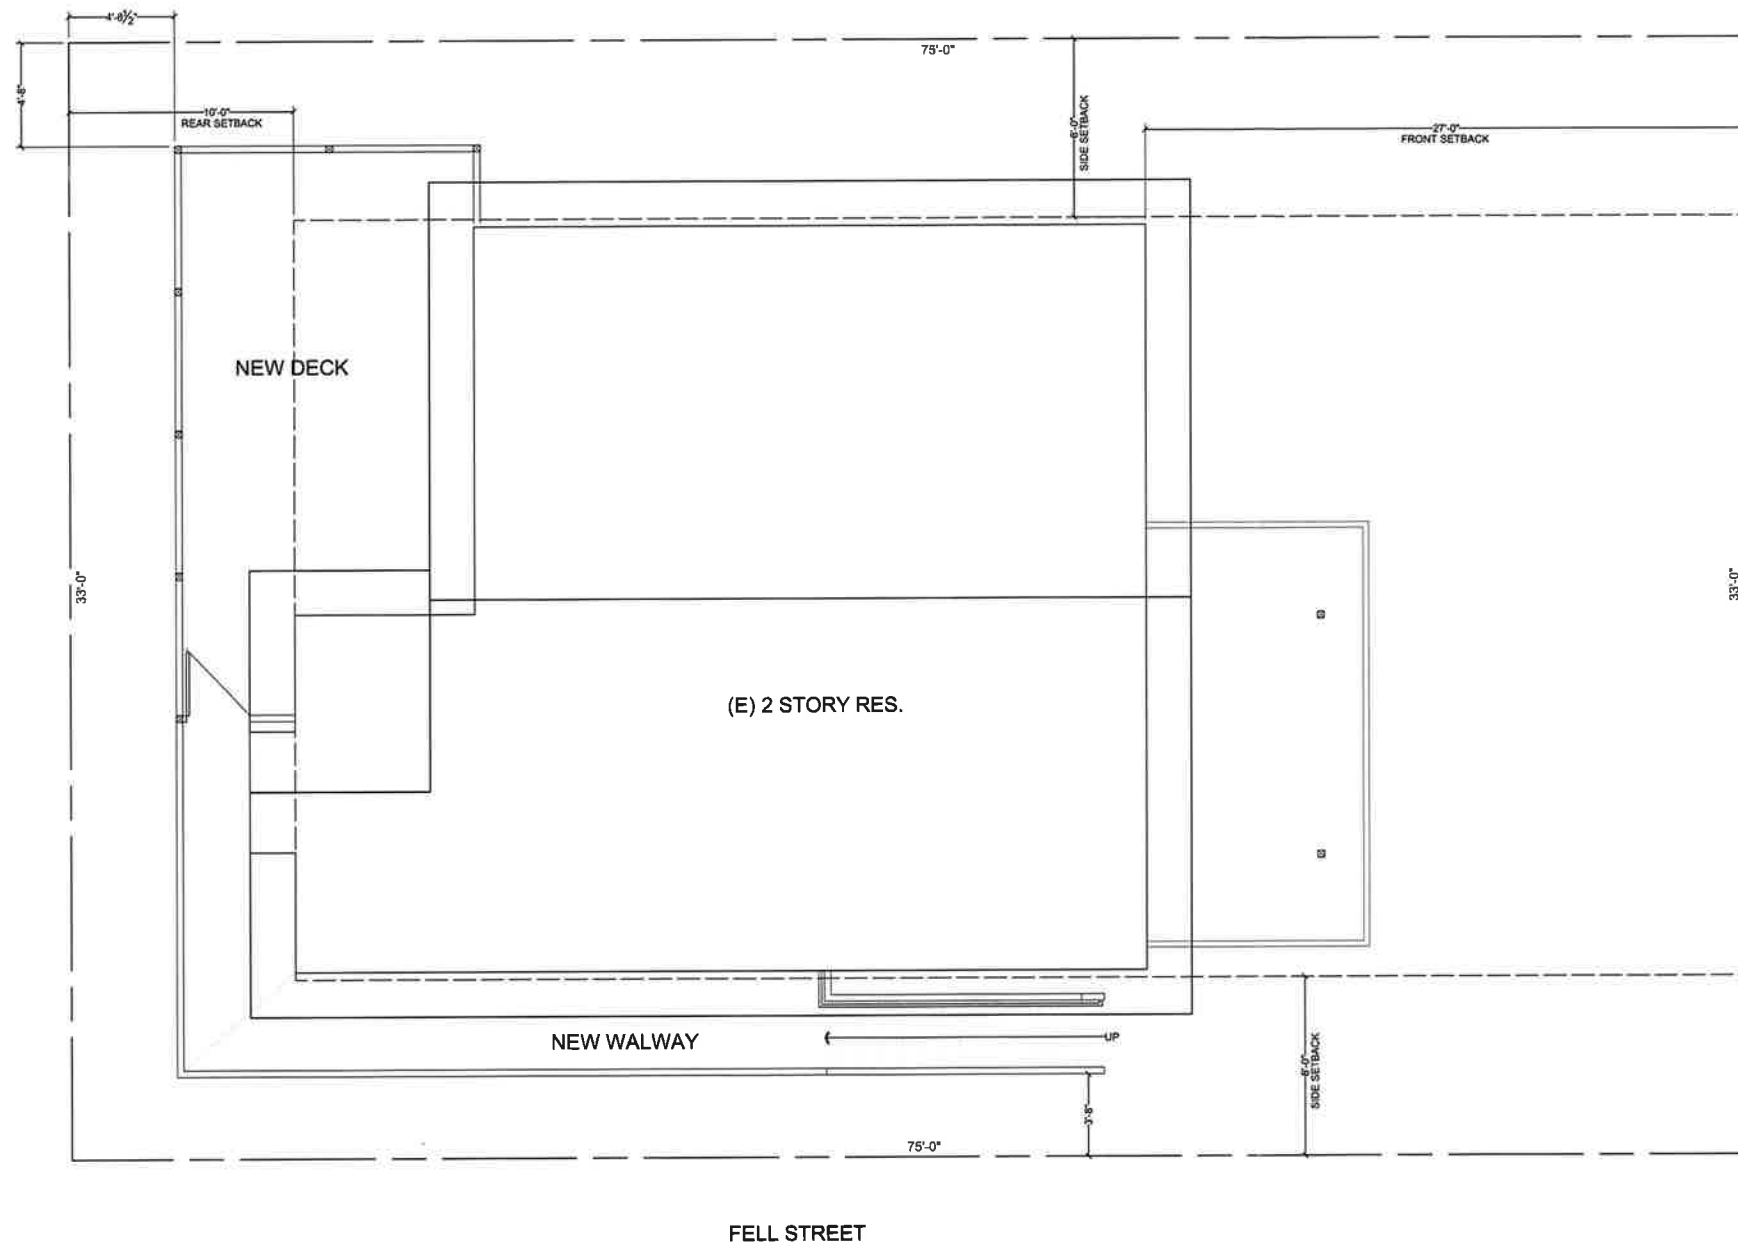 4'-8½"
75'-0"
4'-8"
10'-0"
REAR SETBACK
8'-0"
SIDE SETBACK
27'-0"
FRONT SETBACK
NEW DECK
33'-0"
33'-0"
(E) 2 STORY RES.
NEW WALWAY
UP
8'-0"
SIDE SETBACK
3'-8"
75'-0"
FELL STREET